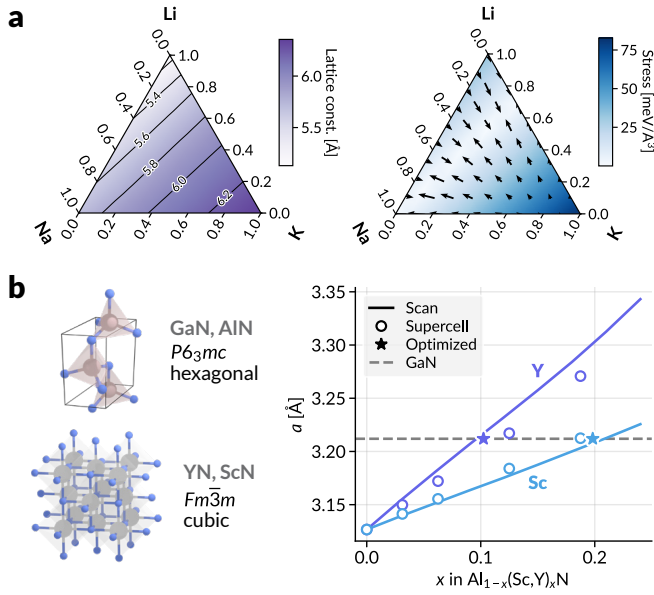 a
Li
0.0
0.2
0.4
0.6
0.8
1.0
1.0
0.8
0.6
0.4
0.2
0.0
0.0
0.2
0.4
0.6
0.8
1.0
5.4
5.6
5.8
6.0
6.2
Na
K
6.0
5.5
Lattice const. [Å]
Li
0.0
0.2
0.4
0.6
0.8
1.0
1.0
0.8
0.6
0.4
0.2
0.0
0.0
0.2
0.4
0.6
0.8
1.0
Na
K
75
50
25
Stress [meV/Å³]
b
GaN, AlN
P6₃mc
hexagonal
YN, ScN
Fm3̅m
cubic
3.35
3.30
3.25
3.20
3.15
a [Å]
Scan
Supercell
Optimized
GaN
Y
Sc
0.0
0.1
0.2
x in Al₁₋ₓ(Sc,Y)ₓN